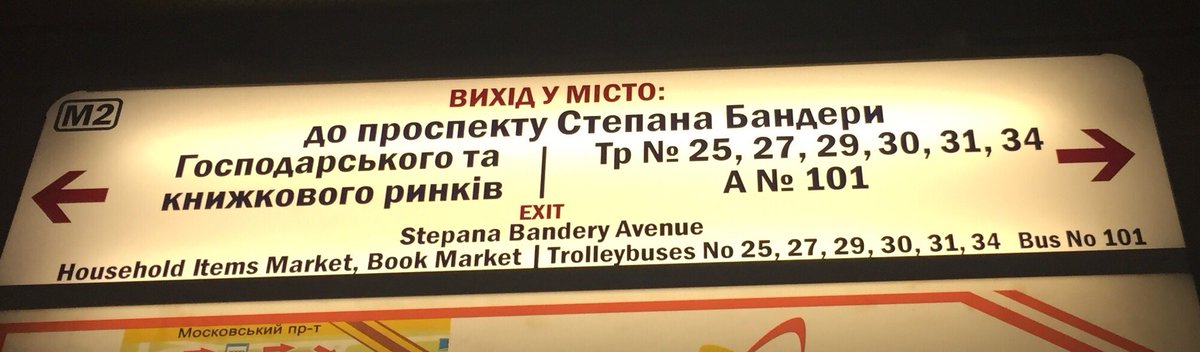 M2
ВИХІД У МІСТО:
до проспекту Степана Бандери
Господарського та
книжкового ринків
Тр № 25, 27, 29, 30, 31, 34
А № 101
EXIT
Stepana Bandery Avenue
Household Items Market, Book Market | Trolleybuses No 25, 27, 29, 30, 31, 34 Bus No 101
Московський пр-т